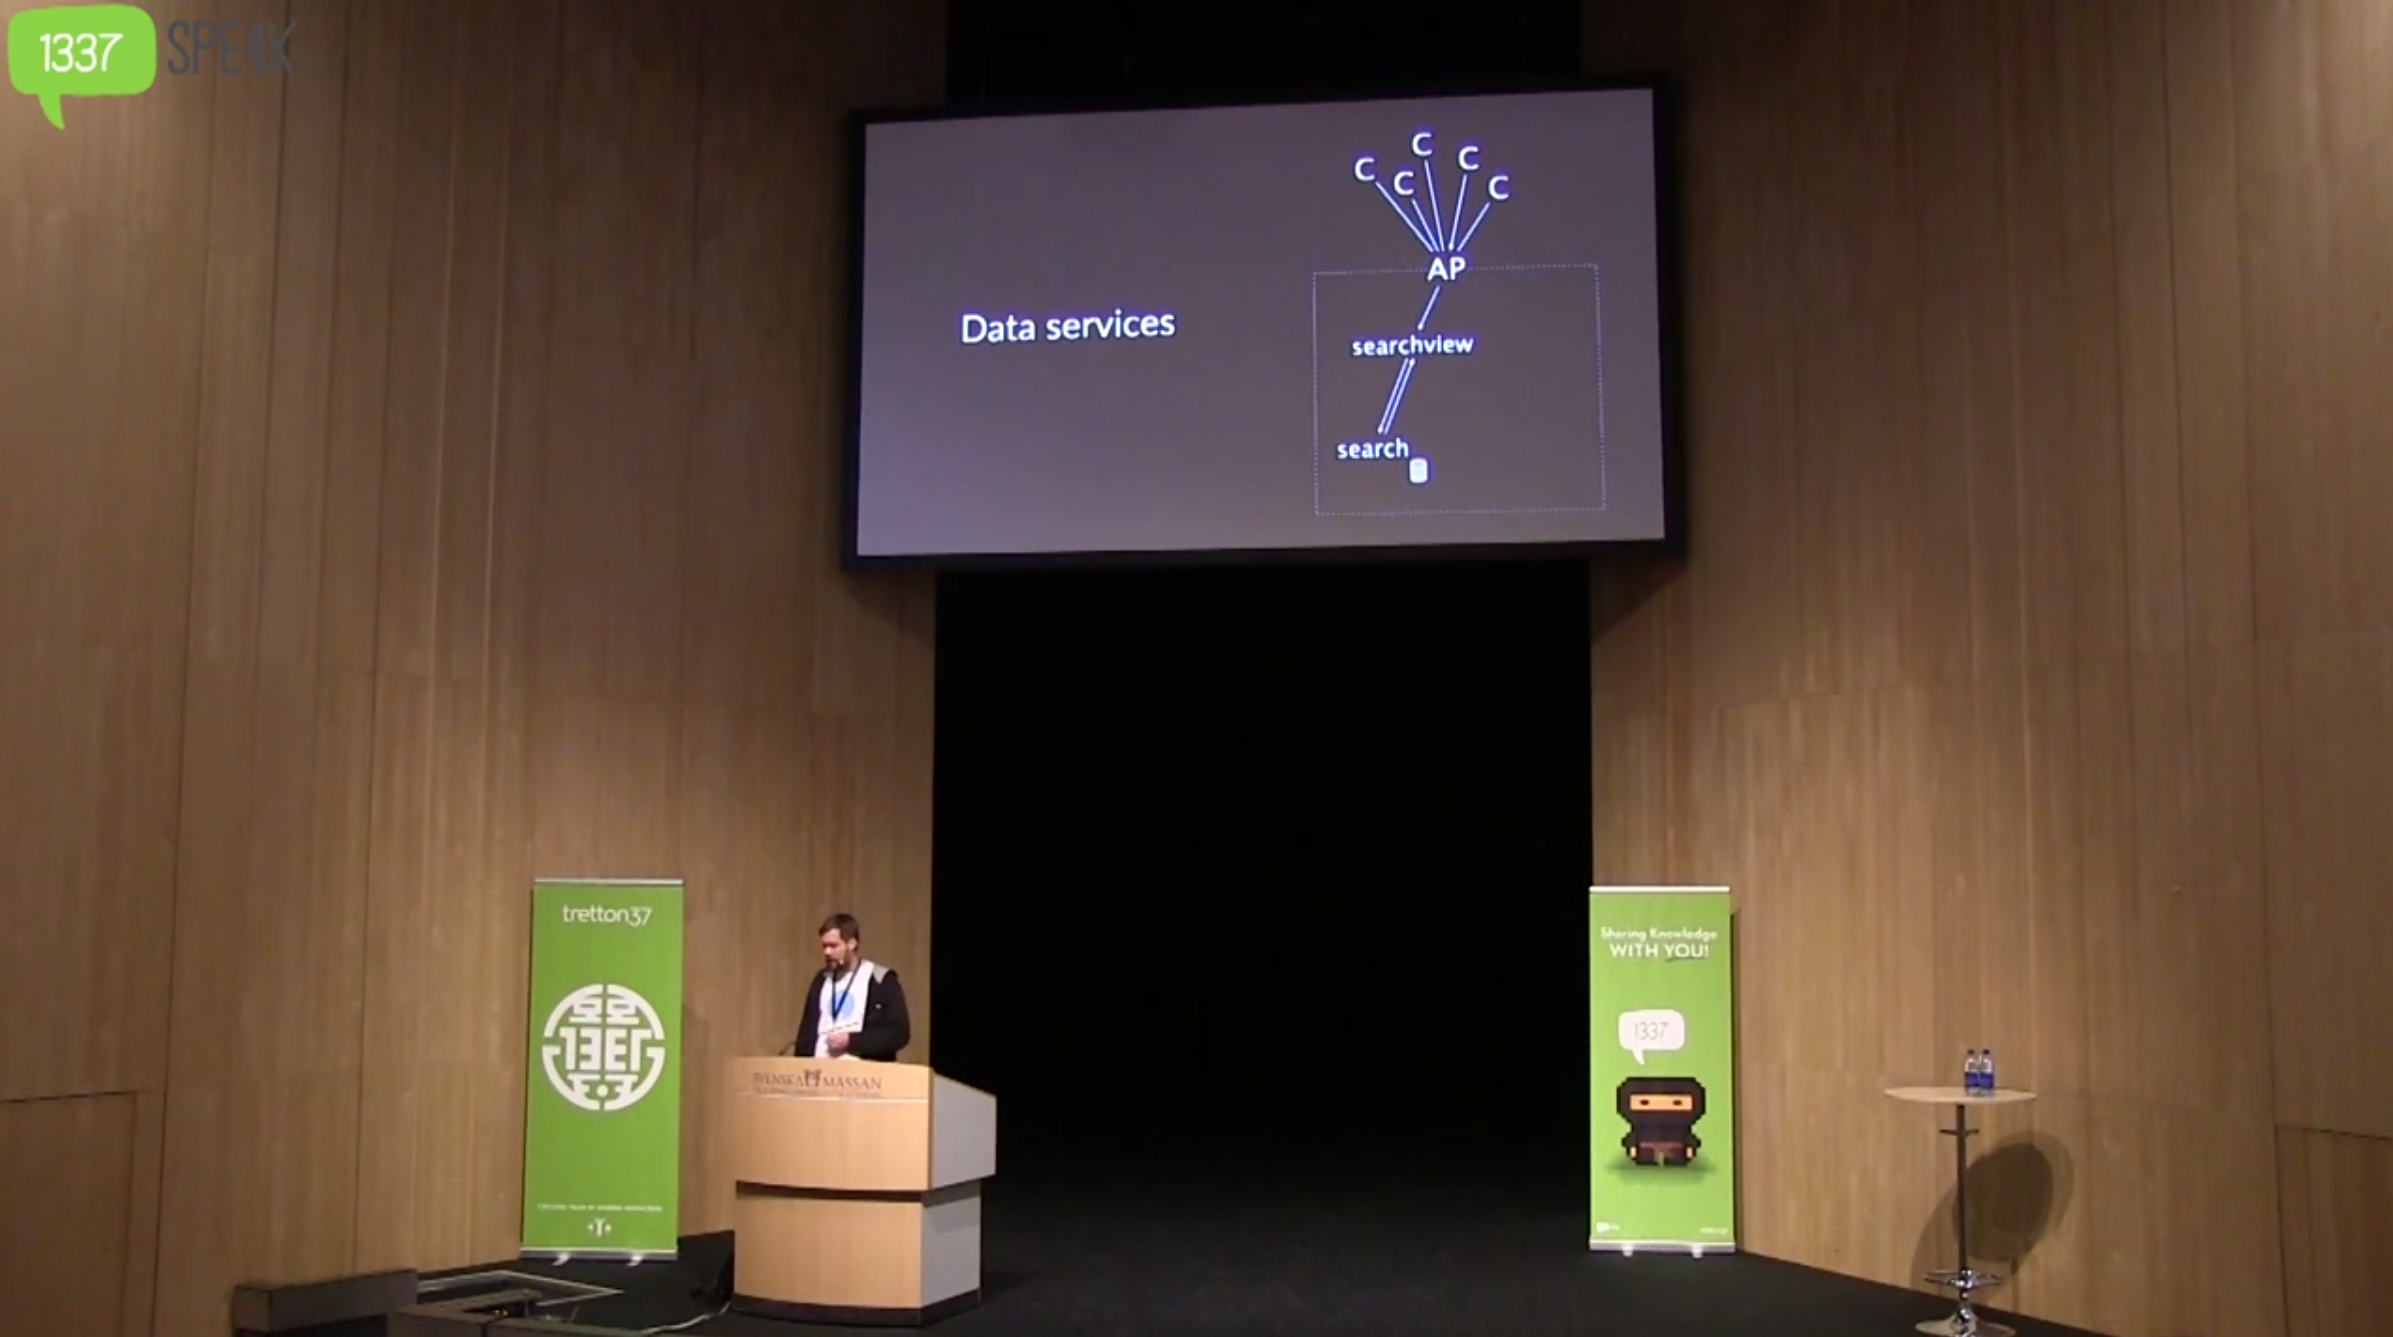 1337 SPE4K
C
C
C
C
C
AP
Data services
searchview
search
tretton37
Sharing Knowledge
WITH YOU!
1337
SVENSKA MÄSSAN